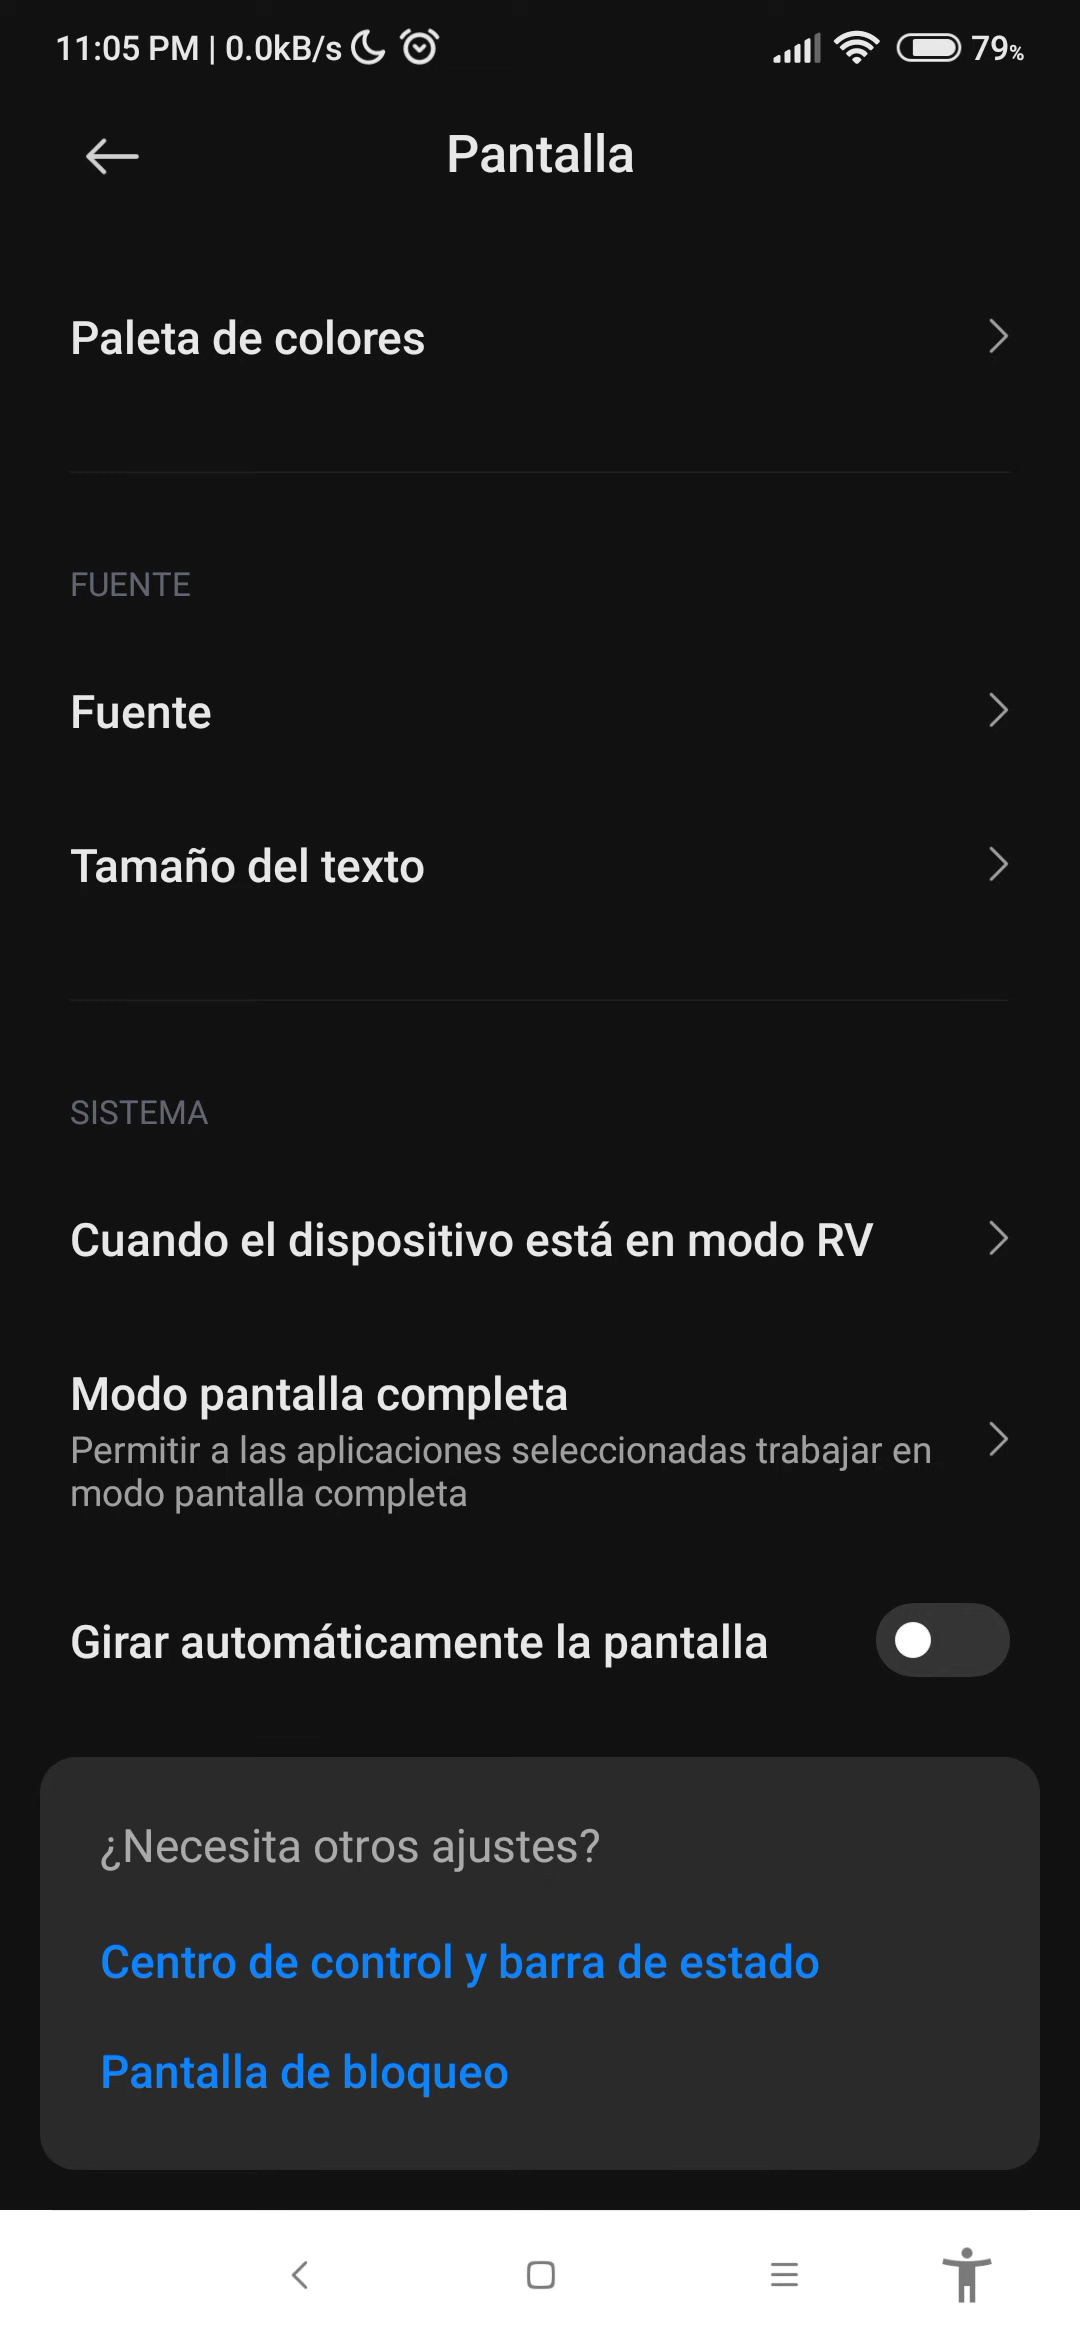 11:05 PM | 0.0kB/s 79%
Pantalla
Paleta de colores
FUENTE
Fuente
Tamaño del texto
SISTEMA
Cuando el dispositivo está en modo RV
Modo pantalla completa
Permitir a las aplicaciones seleccionadas trabajar en
modo pantalla completa
Girar automáticamente la pantalla
¿Necesita otros ajustes?
Centro de control y barra de estado
Pantalla de bloqueo